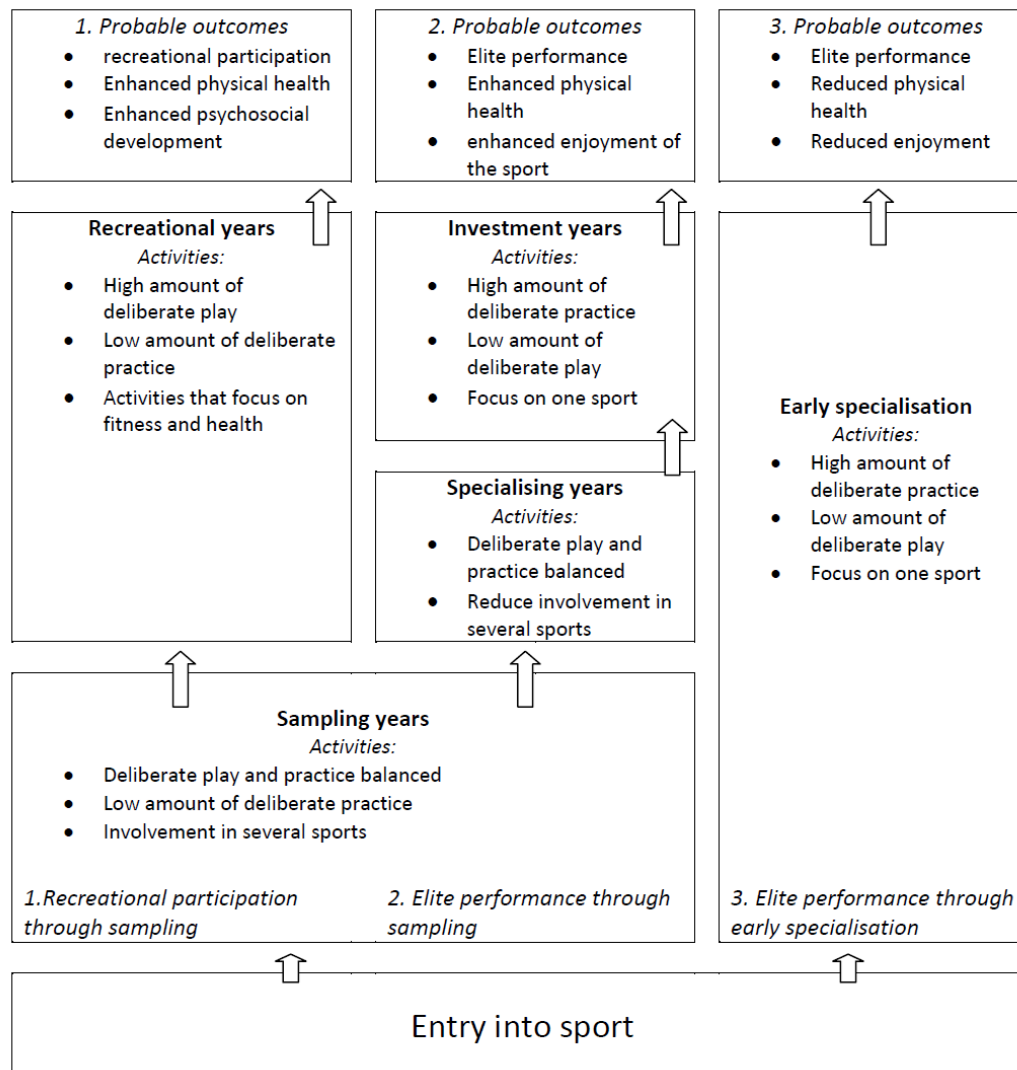 1. Probable outcomes
• recreational participation
• Enhanced physical health
• Enhanced psychosocial
development
2. Probable outcomes
• Elite performance
• Enhanced physical
health
• enhanced enjoyment of
the sport
3. Probable outcomes
• Elite performance
• Reduced physical
health
• Reduced enjoyment
Recreational years
Activities:
• High amount of
deliberate play
• Low amount of deliberate
practice
• Activities that focus on
fitness and health
Investment years
Activities:
• High amount of
deliberate practice
• Low amount of
deliberate play
• Focus on one sport
Specialising years
Activities:
• Deliberate play and
practice balanced
• Reduce involvement in
several sports
Early specialisation
Activities:
• High amount of
deliberate practice
• Low amount of
deliberate play
• Focus on one sport
Sampling years
Activities:
• Deliberate play and practice balanced
• Low amount of deliberate practice
• Involvement in several sports
1.Recreational participation
through sampling
2. Elite performance through
sampling
3. Elite performance through
early specialisation
Entry into sport